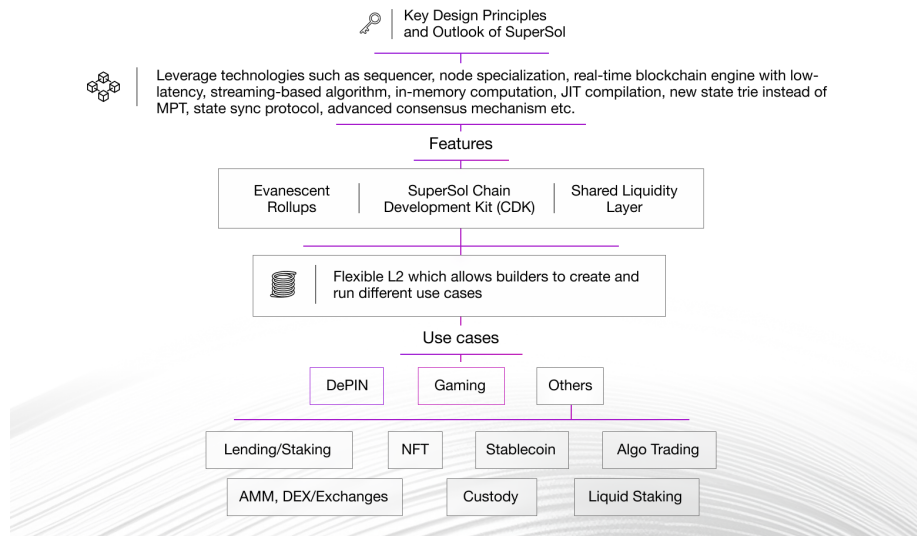 Key Design Principles
and Outlook of SuperSol
Leverage technologies such as sequencer, node specialization, real-time blockchain engine with low-
latency, streaming-based algorithm, in-memory computation, JIT compilation, new state trie instead of
MPT, state sync protocol, advanced consensus mechanism etc.
Features
Evanescent
Rollups
SuperSol Chain
Development Kit (CDK)
Shared Liquidity
Layer
Flexible L2 which allows builders to create and
run different use cases
Use cases
DePIN
Gaming
Others
Lending/Staking
NFT
Stablecoin
Algo Trading
AMM, DEX/Exchanges
Custody
Liquid Staking